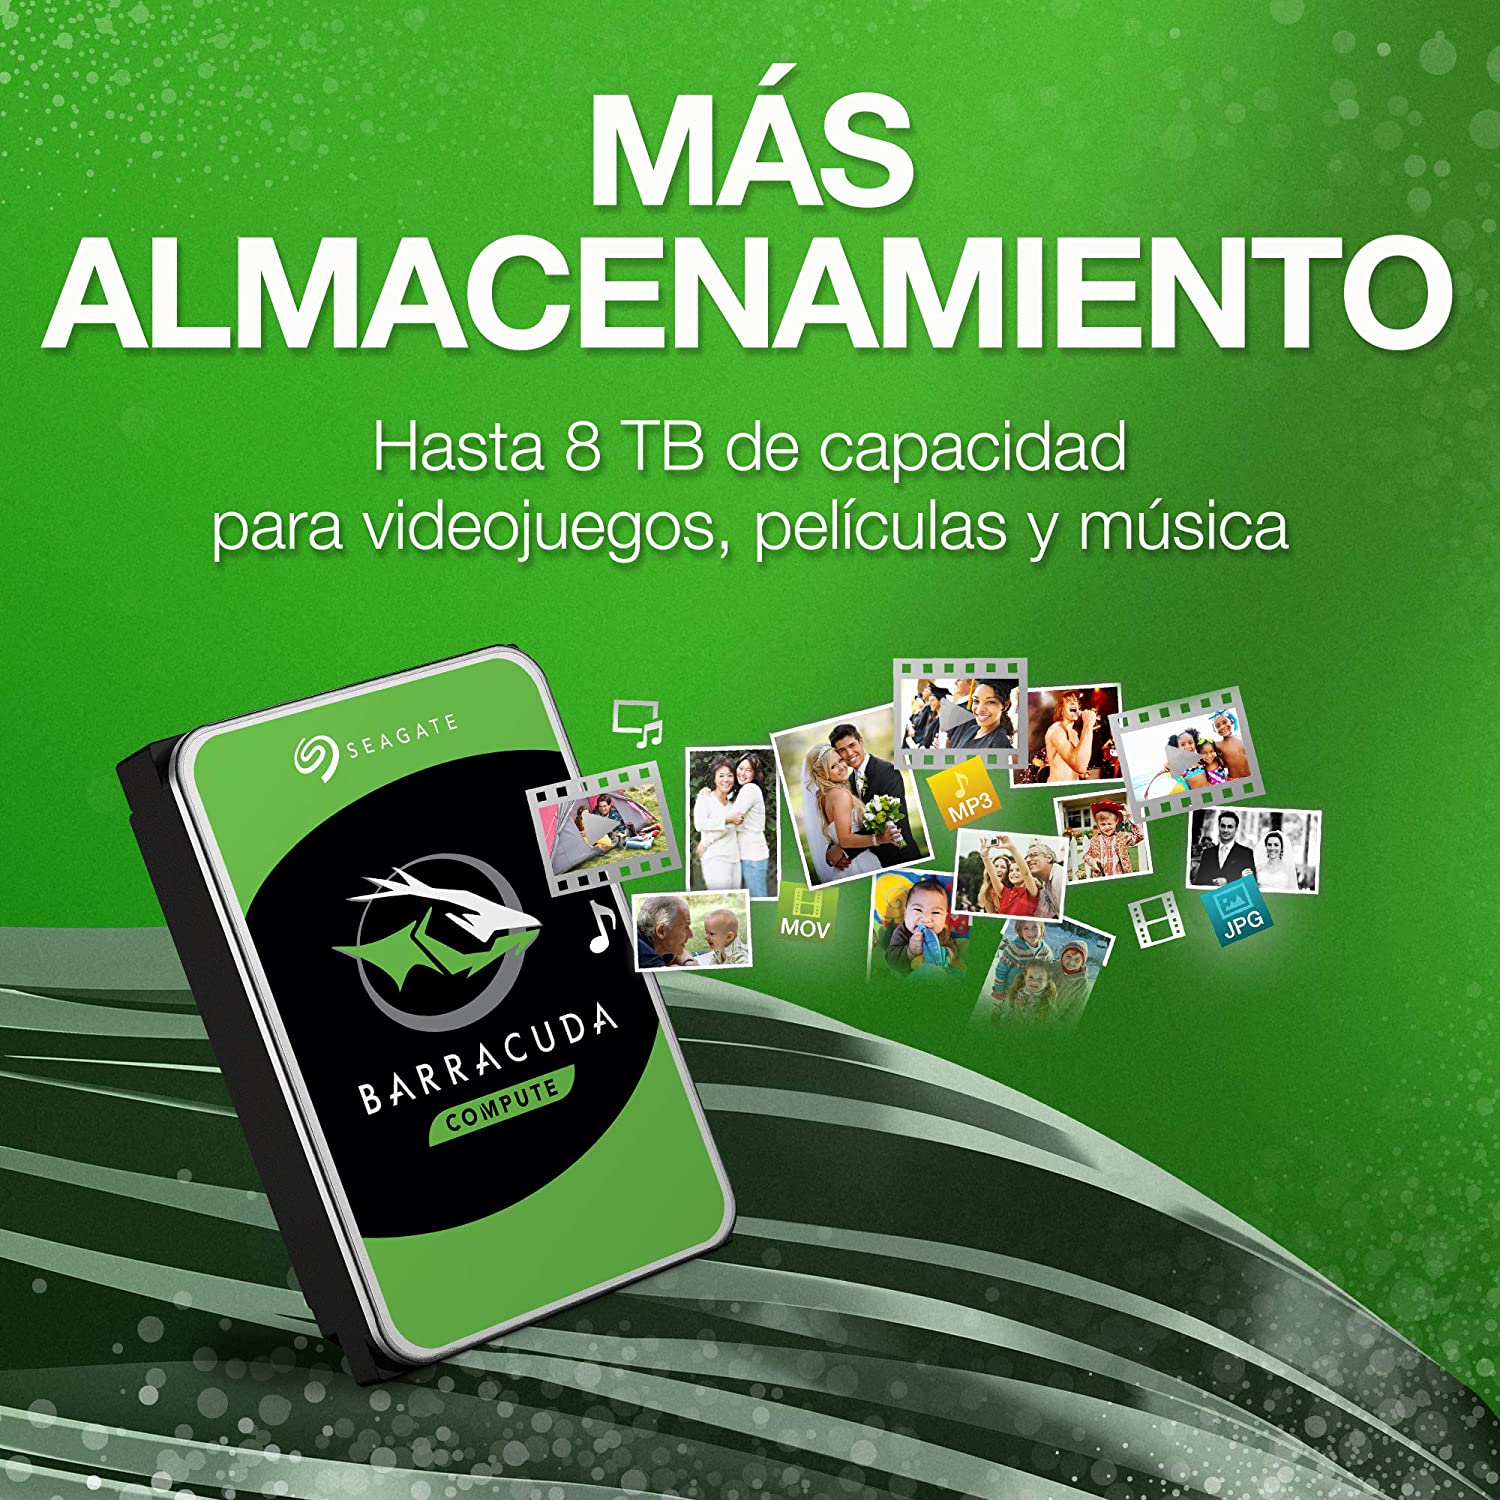 MÁS
ALMACENAMIENTO
Hasta 8 TB de capacidad
para videojuegos, películas y música
SEAGATE
MP3
MOV
JPG
BARRACUDA
COMPUTE